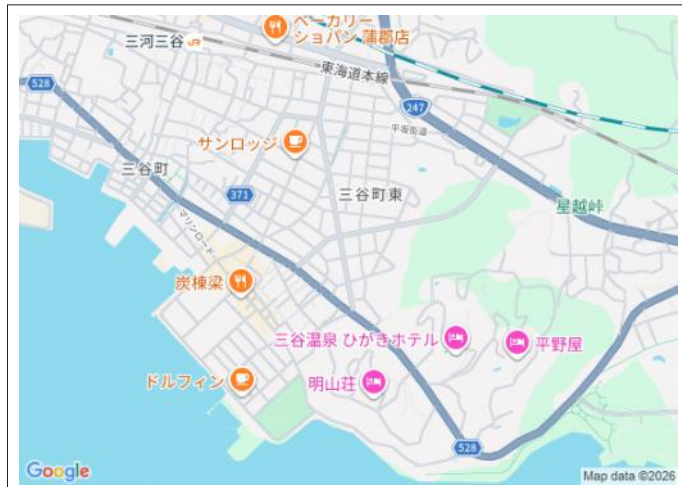 ベーカリー
ショパン 蒲郡店
三河三谷 JR
東海道本線
528
247
平坂街道
サンロッジ
三谷町
371
三谷町東
星越峠
マリンロード
炭棟梁
三谷温泉 ひがきホテル
平野屋
ドルフィン
明山荘
528
Google
Map data ©2026